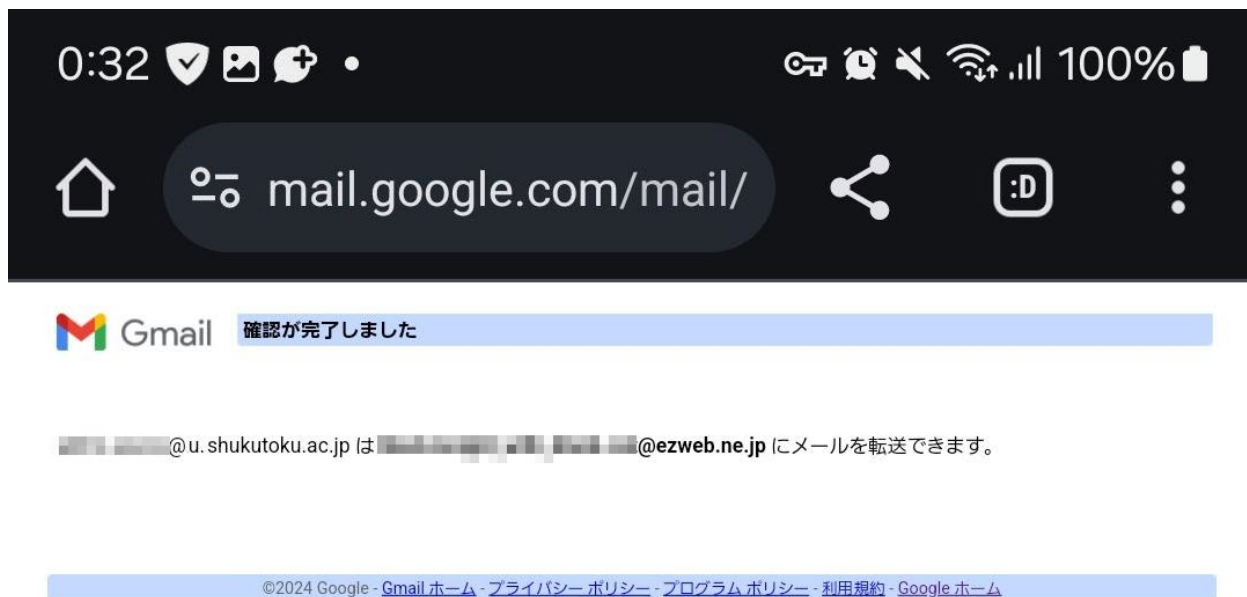 0:32 100%
mail.google.com/mail/
:D
Gmail 確認が完了しました
@u.shukutoku.ac.jp は @ezweb.ne.jp にメールを転送できます。
©2024 Google - Gmail ホーム - プライバシー ポリシー - プログラム ポリシー - 利用規約 - Google ホーム